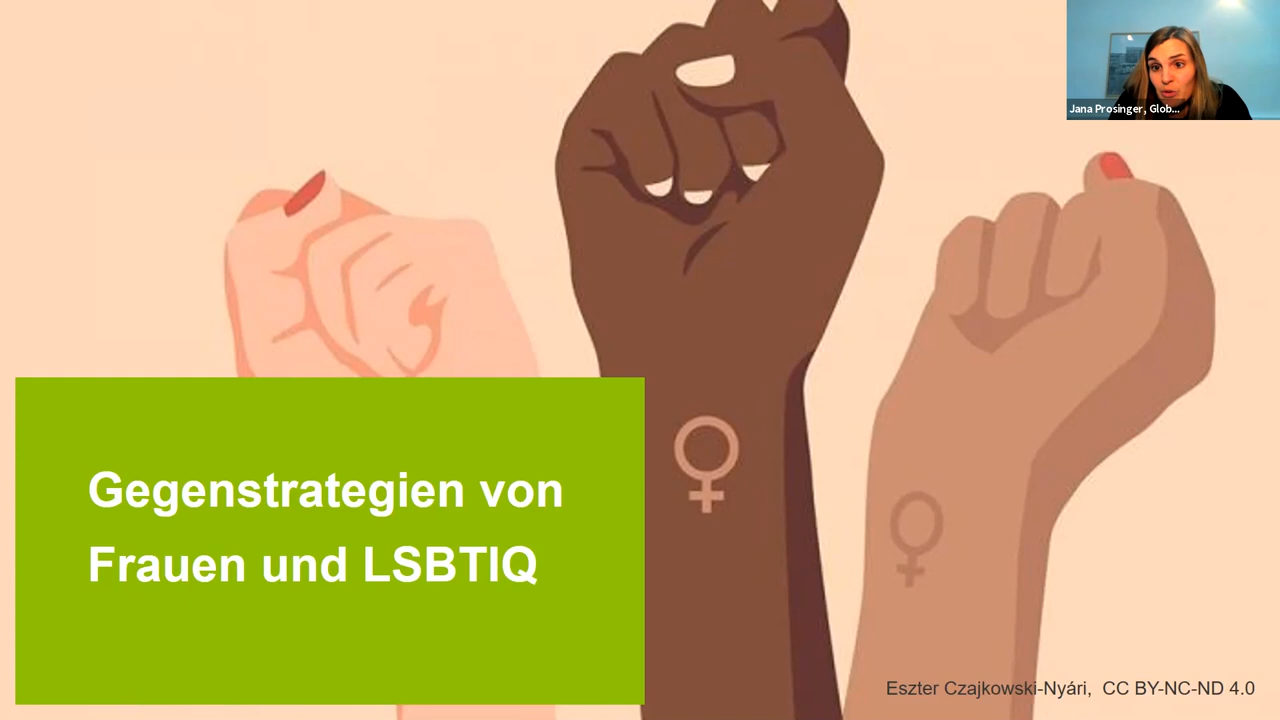 Jana Prosinger, Glob...
Gegenstrategien von
Frauen und LSBTIQ
Eszter Czajkowski-Nyári, CC BY-NC-ND 4.0